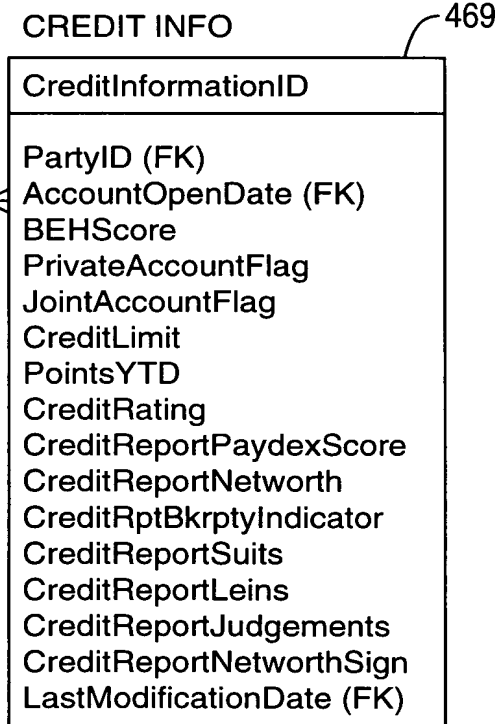 CREDIT INFO
469
CreditInformationID
PartyID (FK)
AccountOpenDate (FK)
BEHScore
PrivateAccountFlag
JointAccountFlag
CreditLimit
PointsYTD
CreditRating
CreditReportPaydexScore
CreditReportNetworth
CreditRptBkrptyIndicator
CreditReportSuits
CreditReportLeins
CreditReportJudgements
CreditReportNetworthSign
LastModificationDate (FK)